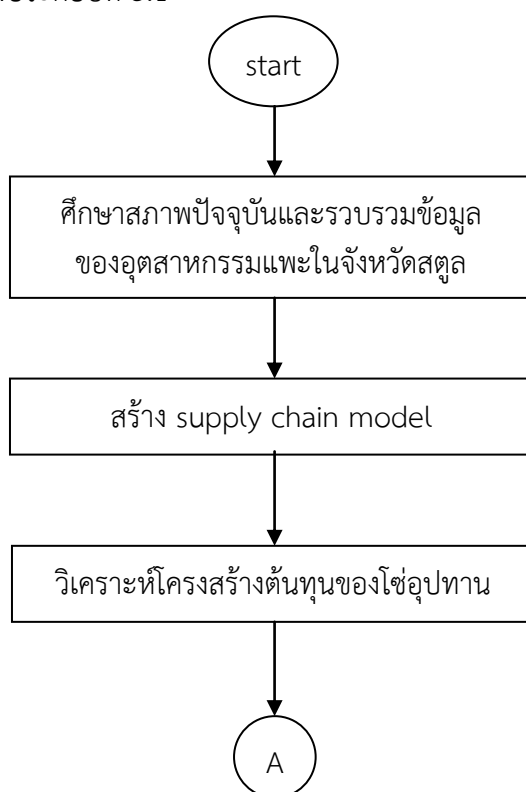 start
ศึกษาสภาพปัจจุบันและรวบรวมข้อมูล
ของอุตสาหกรรมแพะในจังหวัดสตูล
สร้าง supply chain model
วิเคราะห์โครงสร้างต้นทุนของโซ่อุปทาน
A